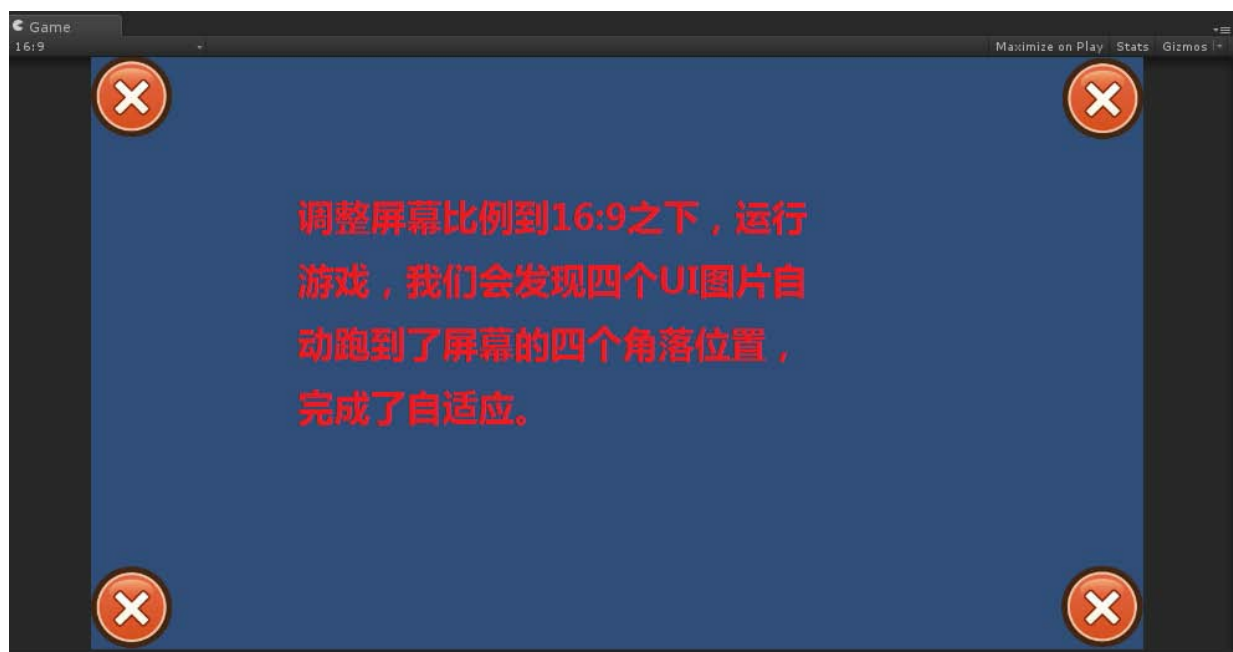 Game
16:9
Maximize on Play Stats Gizmos
调整屏幕比例到16:9之下，运行
游戏，我们会发现四个UI图片自
动跑到了屏幕的四个角落位置，
完成了自适应。